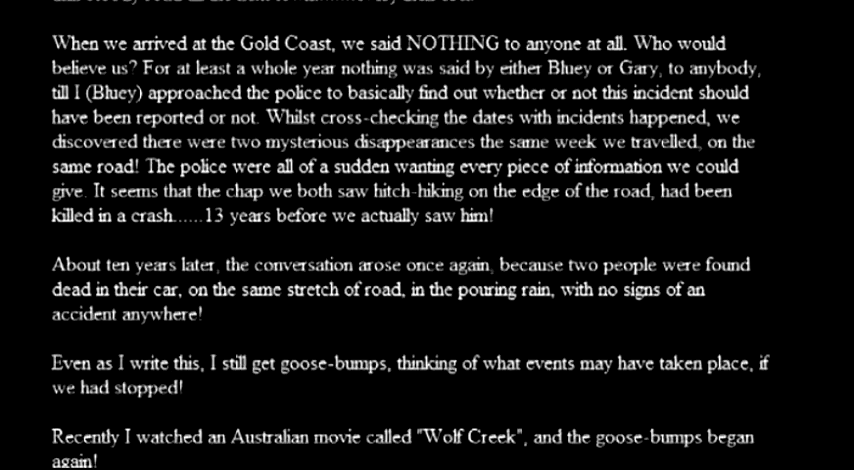 When we arrived at the Gold Coast, we said NOTHING to anyone at all. Who would
believe us? For at least a whole year nothing was said by either Bluey or Gary, to anybody,
till I (Bluey) approached the police to basically find out whether or not this incident should
have been reported or not. Whilst cross-checking the dates with incidents happened, we
discovered there were two mysterious disappearances the same week we travelled, on the
same road! The police were all of a sudden wanting every piece of information we could
give. It seems that the chap we both saw hitch-hiking on the edge of the road, had been
killed in a crash......13 years before we actually saw him!
About ten years later, the conversation arose once again, because two people were found
dead in their car, on the same stretch of road, in the pouring rain, with no signs of an
accident anywhere!
Even as I write this, I still get goose-bumps, thinking of what events may have taken place, if
we had stopped!
Recently I watched an Australian movie called "Wolf Creek", and the goose-bumps began
again!